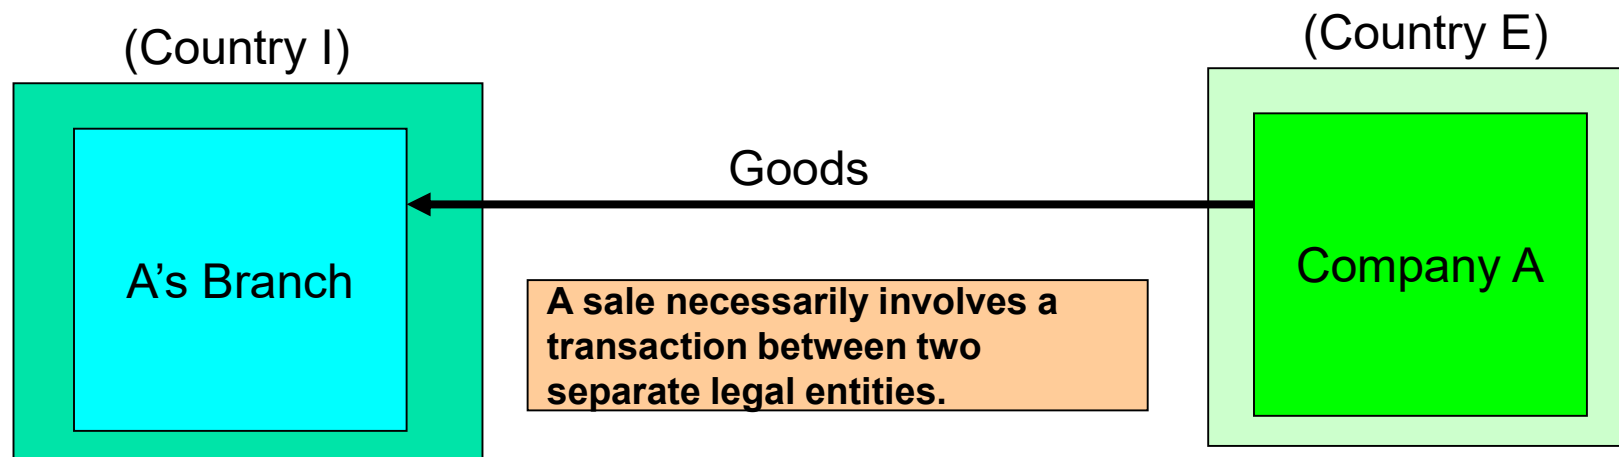 (Country I)
(Country E)
Goods
A's Branch
Company A
A sale necessarily involves a
transaction between two
separate legal entities.